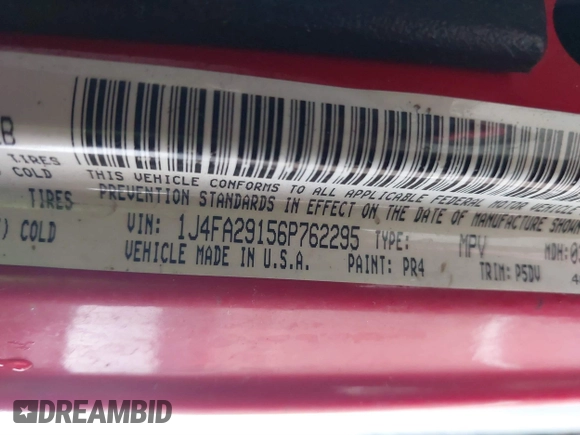 B
TIRES
COLD
THIS VEHICLE CONFORMS TO ALL APPLICABLE FEDERAL MOTOR VEHICLE
PREVENTION STANDARDS IN EFFECT ON THE DATE OF MANUFACTURE SHOWN
TIRES
) COLD
VIN: 1J4FA29156P762295 TYPE: MPV MDH:
VEHICLE MADE IN U.S.A. PAINT: PR4 TRIM: P5DV
DREAMBID